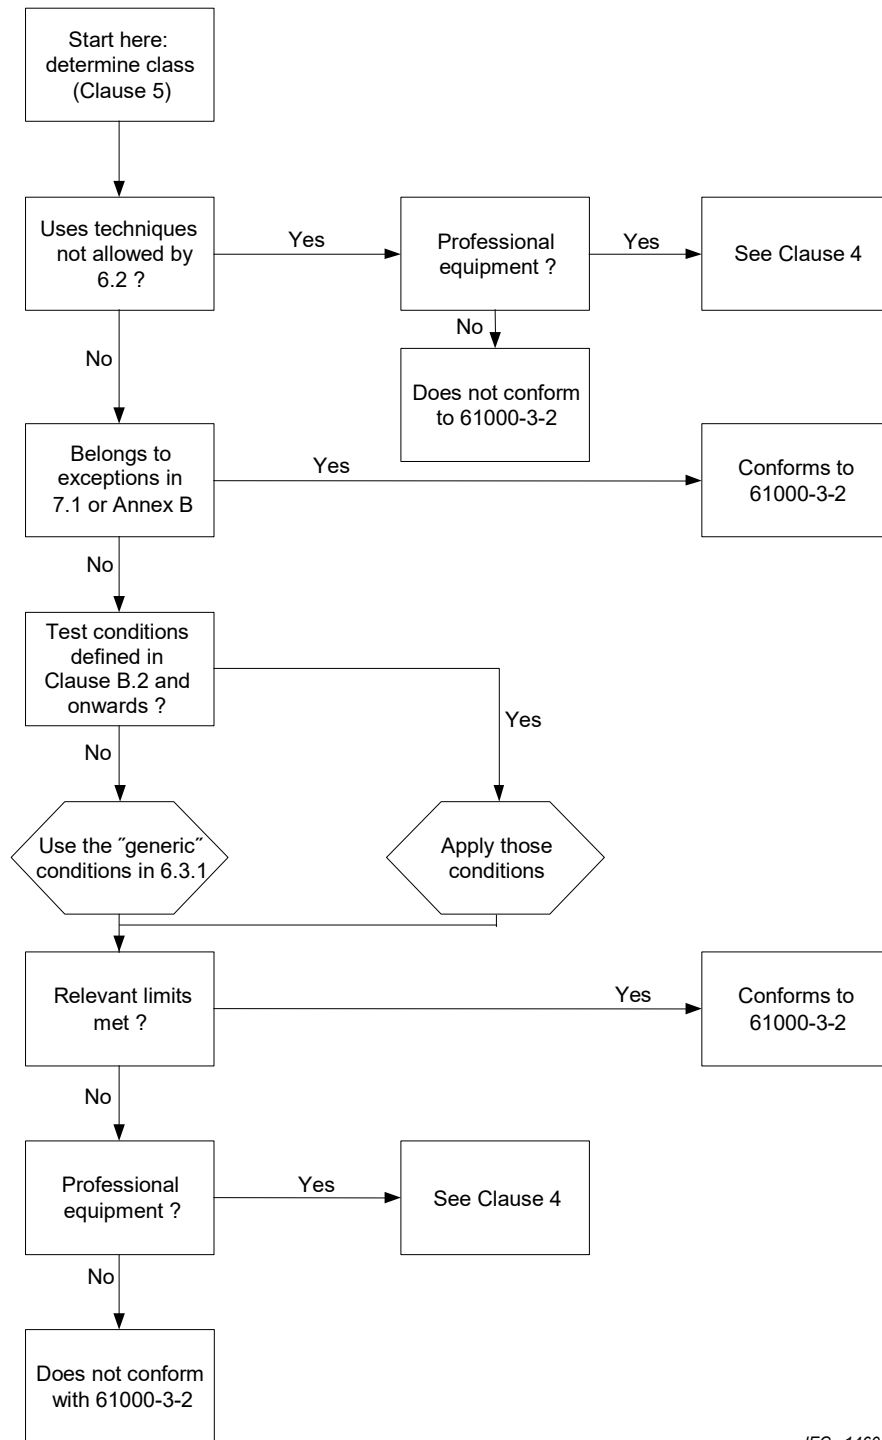 Start here:
determine class
(Clause 5)
Uses techniques
not allowed by
6.2 ?
Yes
Professional
equipment ?
Yes
See Clause 4
No
Does not conform
to 61000-3-2
No
Belongs to
exceptions in
7.1 or Annex B
Yes
Conforms to
61000-3-2
No
Test conditions
defined in
Clause B.2 and
onwards ?
Yes
No
Use the ˝generic˝
conditions in 6.3.1
Apply those
conditions
Relevant limits
met ?
Yes
Conforms to
61000-3-2
No
Professional
equipment ?
Yes
See Clause 4
No
Does not conform
with 61000-3-2